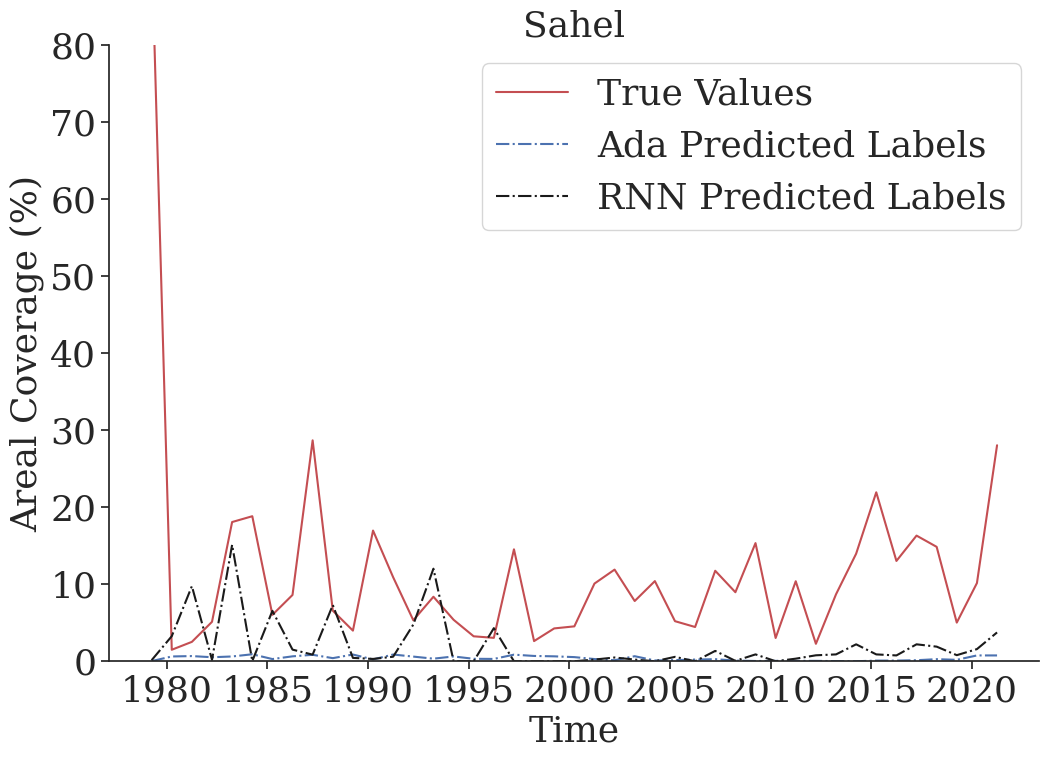 Sahel
80
70
60
50
40
30
20
10
0
Areal Coverage (%)
True Values
Ada Predicted Labels
RNN Predicted Labels
1980 1985 1990 1995 2000 2005 2010 2015 2020
Time